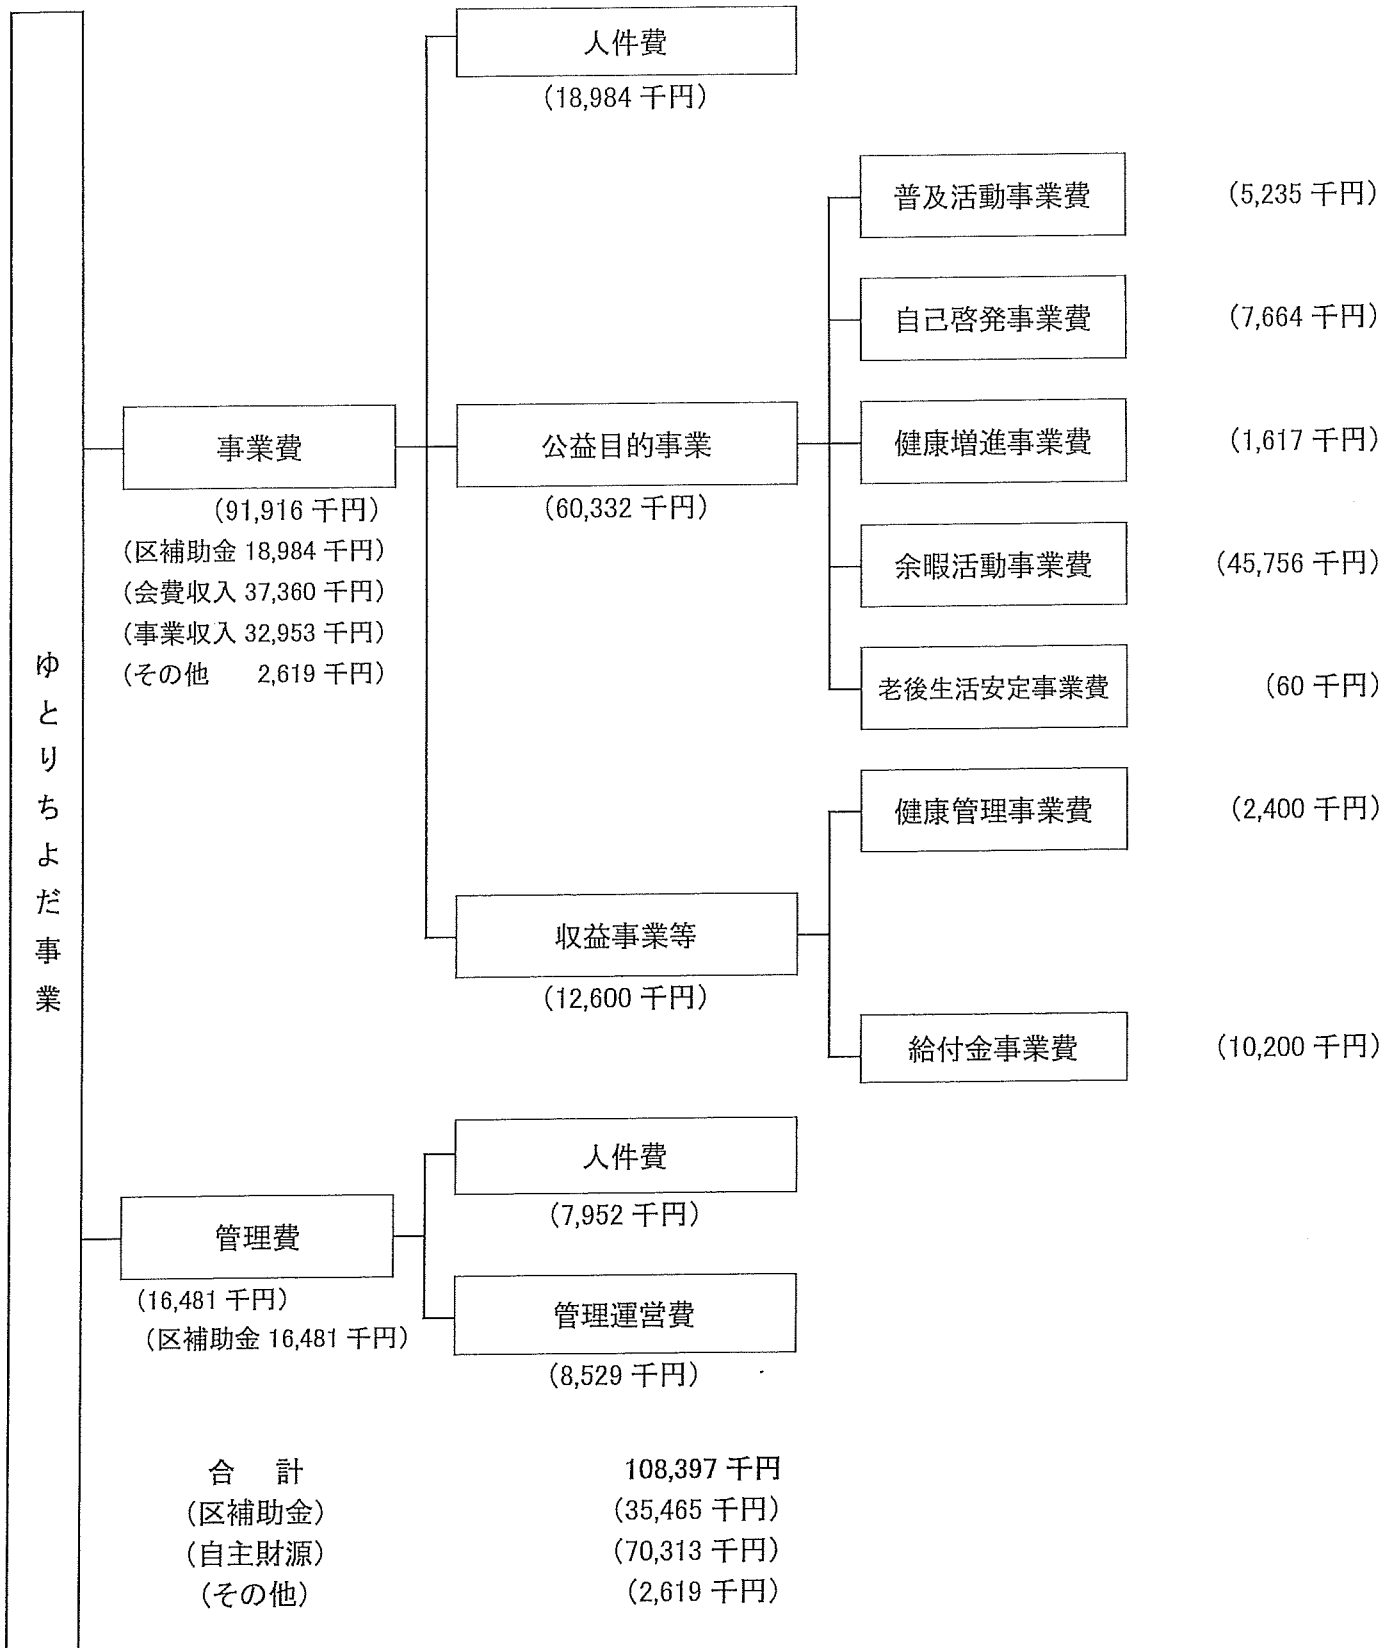 ゆとりちよだ事業
事業費
(91,916 千円)
(区補助金 18,984 千円)
(会費収入 37,360 千円)
(事業収入 32,953 千円)
(その他 2,619 千円)
人件費
(18,984 千円)
公益目的事業
(60,332 千円)
普及活動事業費 (5,235 千円)
自己啓発事業費 (7,664 千円)
健康増進事業費 (1,617 千円)
余暇活動事業費 (45,756 千円)
老後生活安定事業費 (60 千円)
収益事業等
(12,600 千円)
健康管理事業費 (2,400 千円)
給付金事業費 (10,200 千円)
管理費
(16,481 千円)
(区補助金 16,481 千円)
人件費
(7,952 千円)
管理運営費
(8,529 千円)
合 計 108,397 千円
(区補助金) (35,465 千円)
(自主財源) (70,313 千円)
(その他) (2,619 千円)